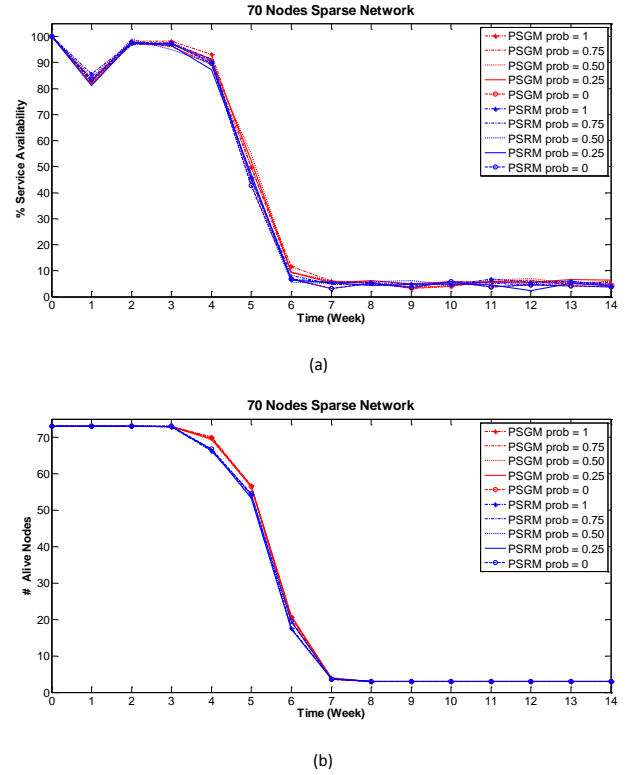 70 Nodes Sparse Network
% Service Availability
100
90
80
70
60
50
40
30
20
10
0
0 1 2 3 4 5 6 7 8 9 10 11 12 13 14
Time (Week)
PSGM prob = 1
PSGM prob = 0.75
PSGM prob = 0.50
PSGM prob = 0.25
PSGM prob = 0
PSRM prob = 1
PSRM prob = 0.75
PSRM prob = 0.50
PSRM prob = 0.25
PSRM prob = 0
(a)
70 Nodes Sparse Network
# Alive Nodes
70
60
50
40
30
20
10
0
0 1 2 3 4 5 6 7 8 9 10 11 12 13 14
Time (Week)
PSGM prob = 1
PSGM prob = 0.75
PSGM prob = 0.50
PSGM prob = 0.25
PSGM prob = 0
PSRM prob = 1
PSRM prob = 0.75
PSRM prob = 0.50
PSRM prob = 0.25
PSRM prob = 0
(b)